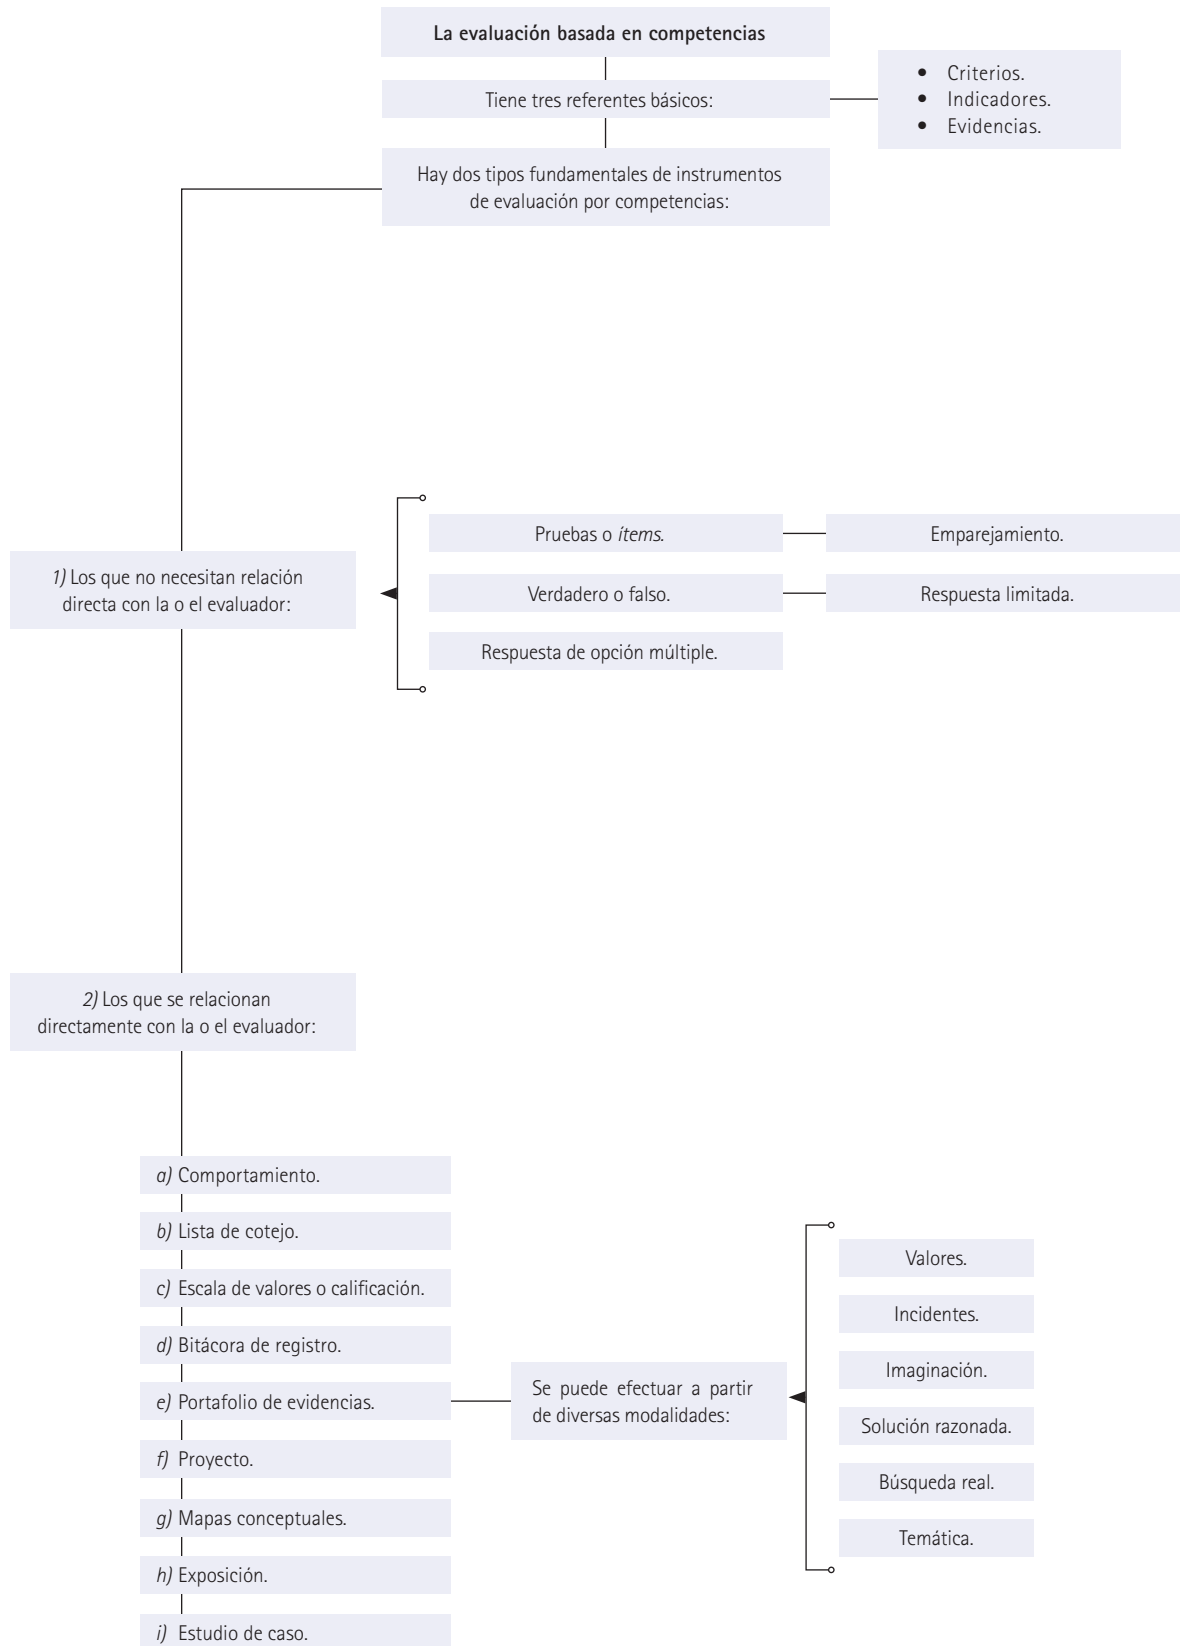 La evaluación basada en competencias
Tiene tres referentes básicos:
• Criterios.
• Indicadores.
• Evidencias.
Hay dos tipos fundamentales de instrumentos
de evaluación por competencias:
1) Los que no necesitan relación
directa con la o el evaluador:
Pruebas o ítems.
Emparejamiento.
Verdadero o falso.
Respuesta limitada.
Respuesta de opción múltiple.
2) Los que se relacionan
directamente con la o el evaluador:
a) Comportamiento.
b) Lista de cotejo.
c) Escala de valores o calificación.
d) Bitácora de registro.
e) Portafolio de evidencias.
f) Proyecto.
g) Mapas conceptuales.
h) Exposición.
i) Estudio de caso.
Se puede efectuar a partir
de diversas modalidades:
Valores.
Incidentes.
Imaginación.
Solución razonada.
Búsqueda real.
Temática.